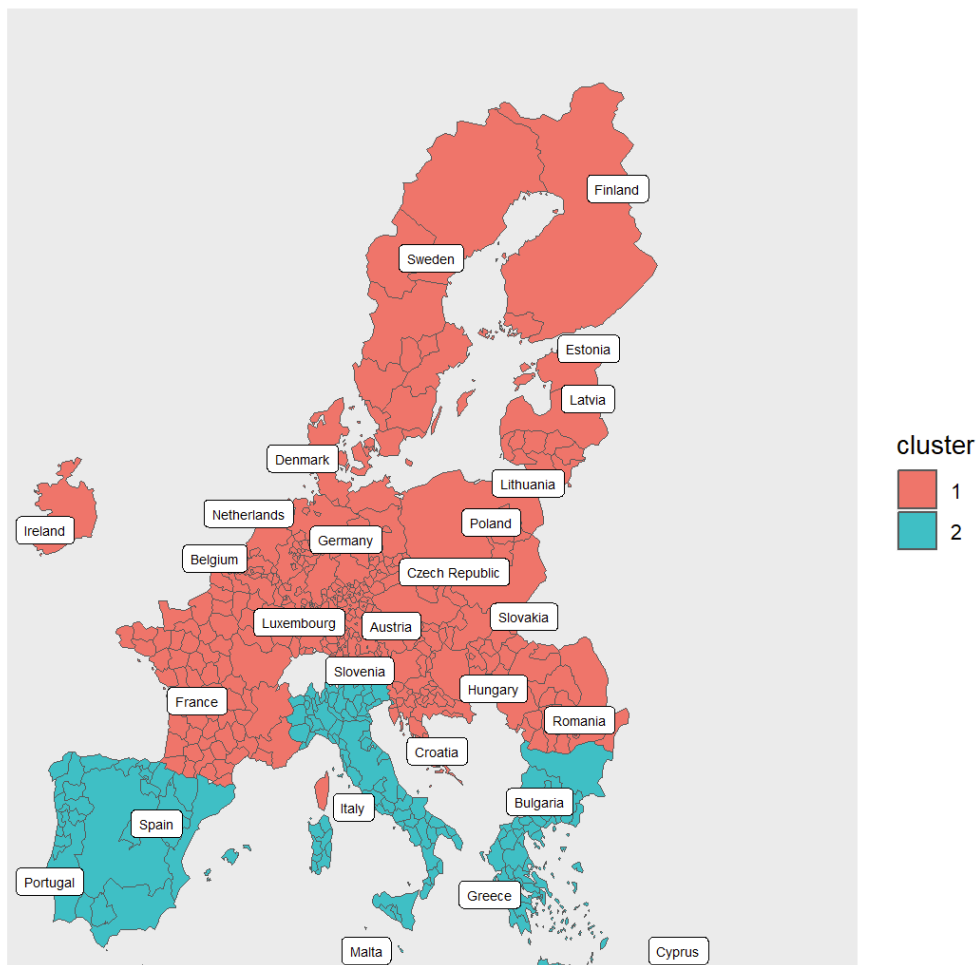 Finland
Sweden
Estonia
Latvia
Denmark
Lithuania
Netherlands
Poland
Ireland
Germany
Belgium
Czech Republic
Luxembourg
Austria
Slovakia
Slovenia
Hungary
France
Romania
Croatia
Bulgaria
Italy
Spain
Portugal
Greece
Malta
Cyprus
cluster
1
2